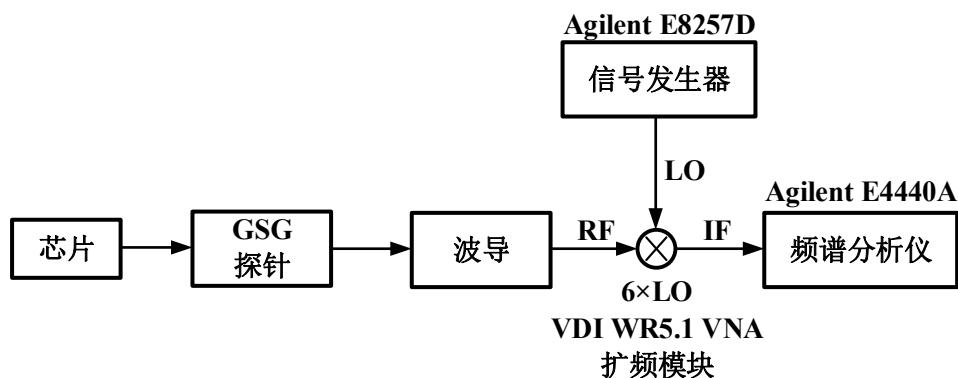 Agilent E8257D
信号发生器
LO
Agilent E4440A
芯片
GSG
探针
波导
RF
IF
频谱分析仪
6×LO
VDI WR5.1 VNA
扩频模块